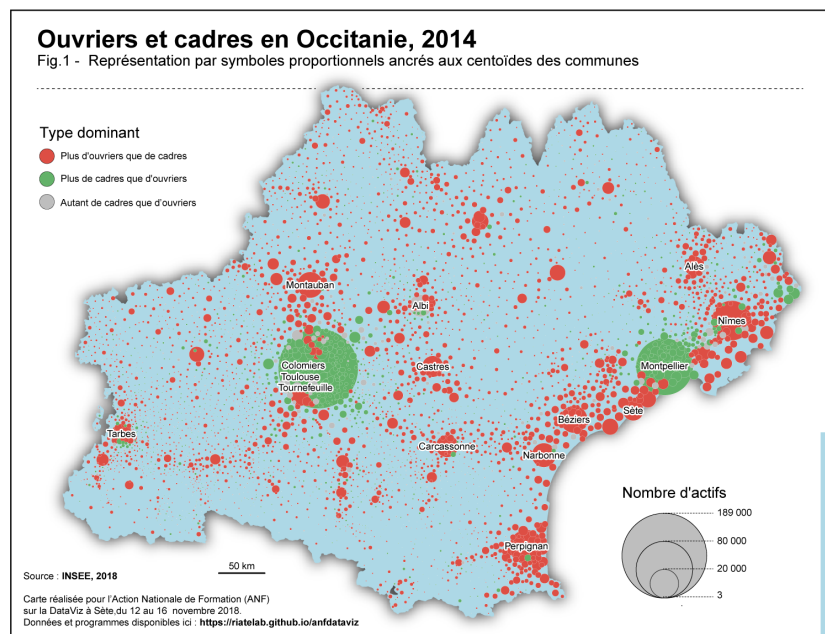 Ouvriers et cadres en Occitanie, 2014
Fig.1 - Représentation par symboles proportionnels ancrés aux centoïdes des communes
Type dominant
Plus d'ouvriers que de cadres
Plus de cadres que d'ouvriers
Autant de cadres que d'ouvriers
Alès
Montauban
Albi
Nîmes
Colomiers
Toulouse
Tournefeuille
Castres
Montpellier
Sète
Béziers
Tarbes
Carcassonne
Narbonne
Perpignan
Nombre d'actifs
189 000
80 000
20 000
3
50 km
Source : INSEE, 2018
Carte réalisée pour l'Action Nationale de Formation (ANF)
sur la DataViz à Sète,du 12 au 16 novembre 2018.
Données et programmes disponibles ici : https://riatelab.github.io/anfdataviz